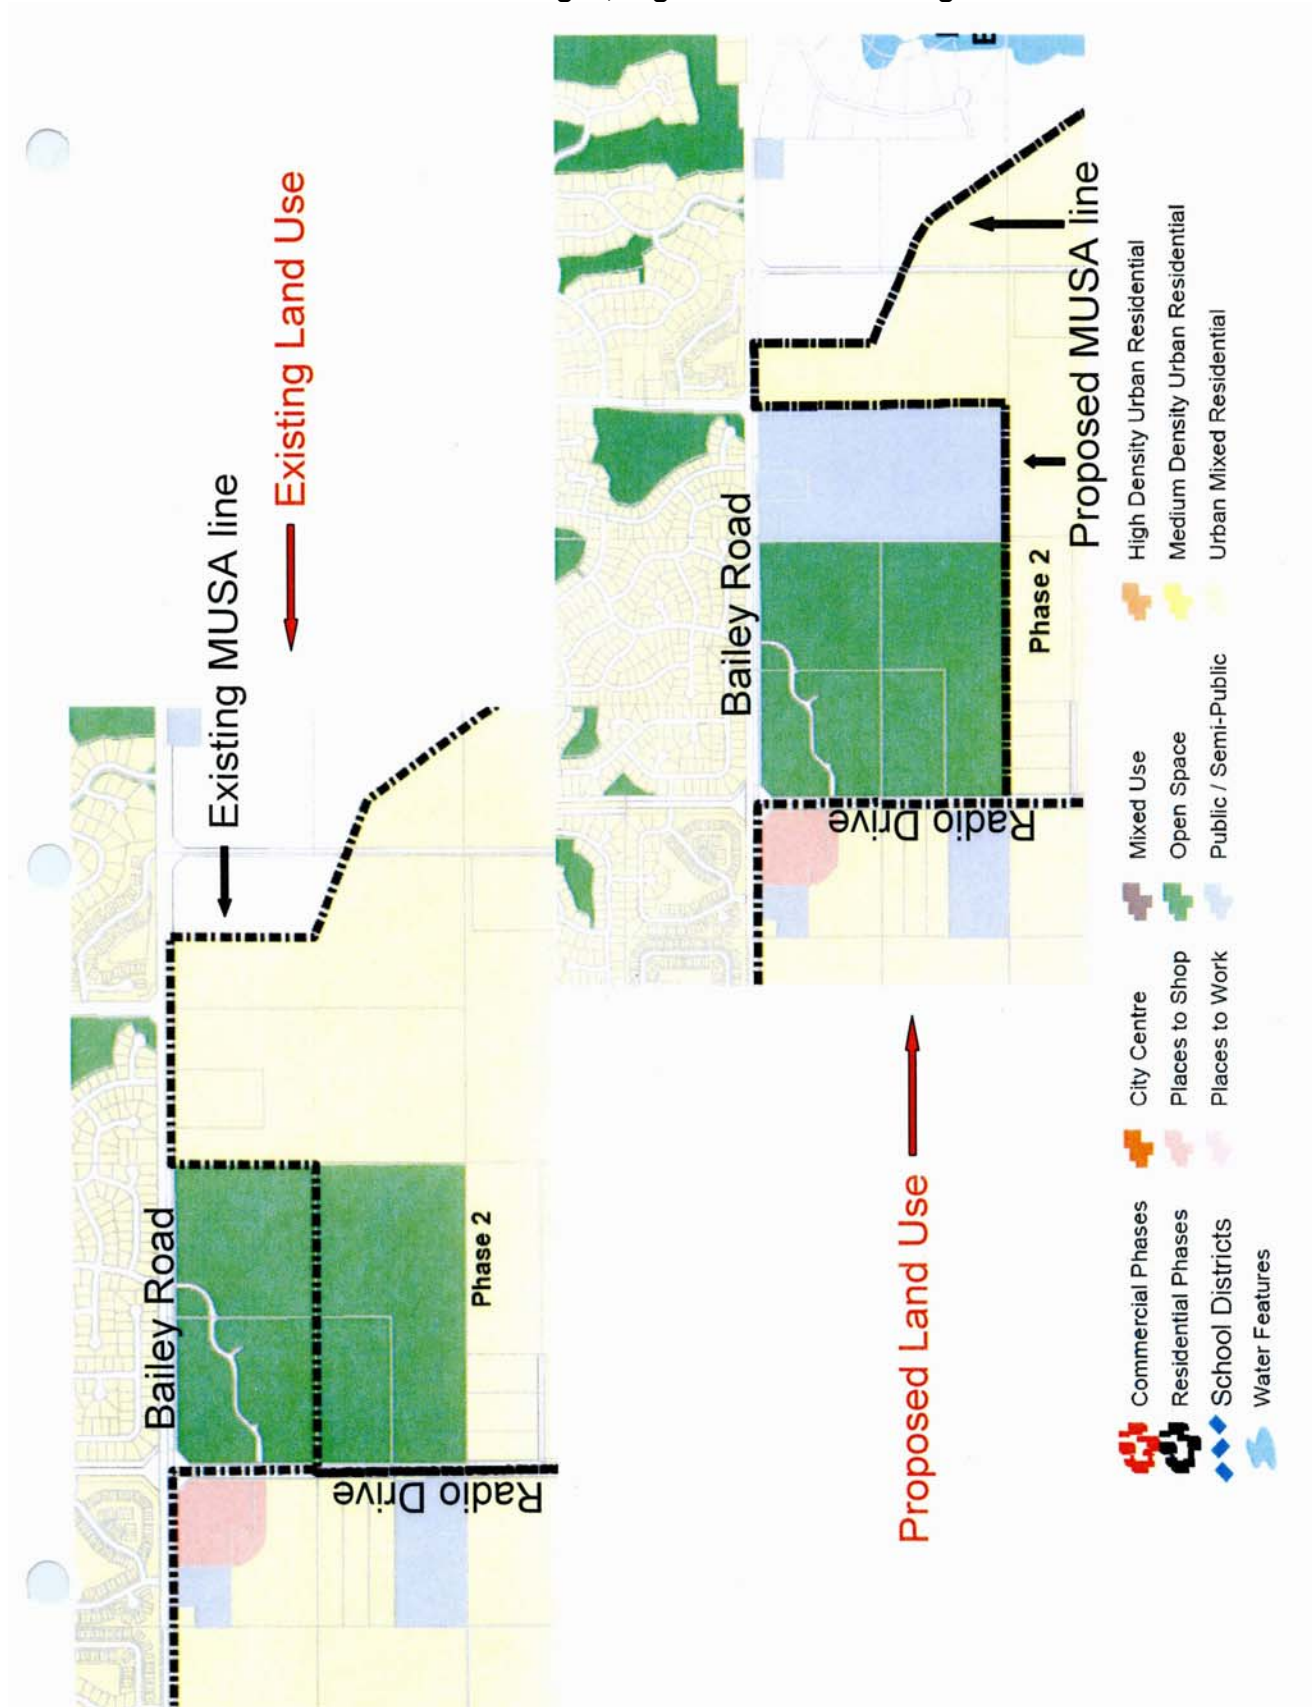 Existing MUSA line
Existing Land Use
Bailey Road
Radio Drive
Phase 2
Bailey Road
Radio Drive
Phase 2
Proposed MUSA line
Proposed Land Use
Commercial Phases
Residential Phases
School Districts
Water Features
City Centre
Places to Shop
Places to Work
Mixed Use
Open Space
Public / Semi-Public
High Density Urban Residential
Medium Density Urban Residential
Urban Mixed Residential